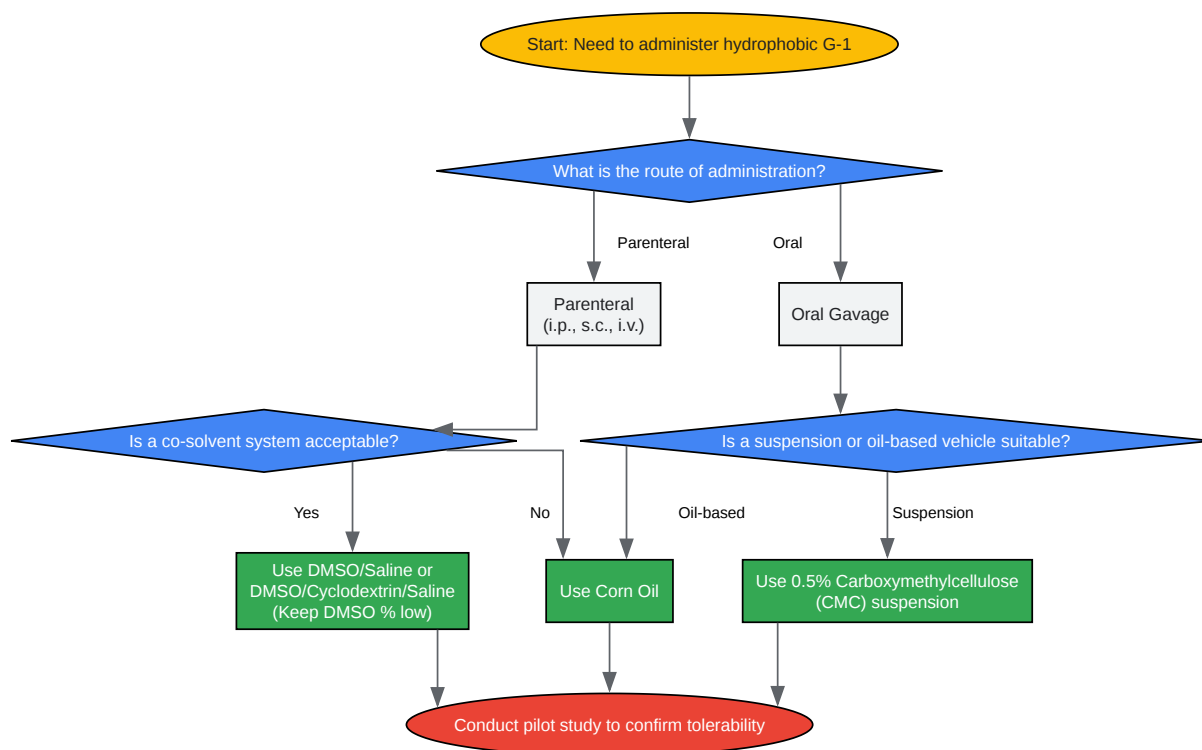 Start: Need to administer hydrophobic G-1
What is the route of administration?
Parenteral
Oral
Parenteral
(i.p., s.c., i.v.)
Oral Gavage
Is a co-solvent system acceptable?
Is a suspension or oil-based vehicle suitable?
Yes
No
Oil-based
Suspension
Use DMSO/Saline or
DMSO/Cyclodextrin/Saline
(Keep DMSO % low)
Use Corn Oil
Use 0.5% Carboxymethylcellulose
(CMC) suspension
Conduct pilot study to confirm tolerability